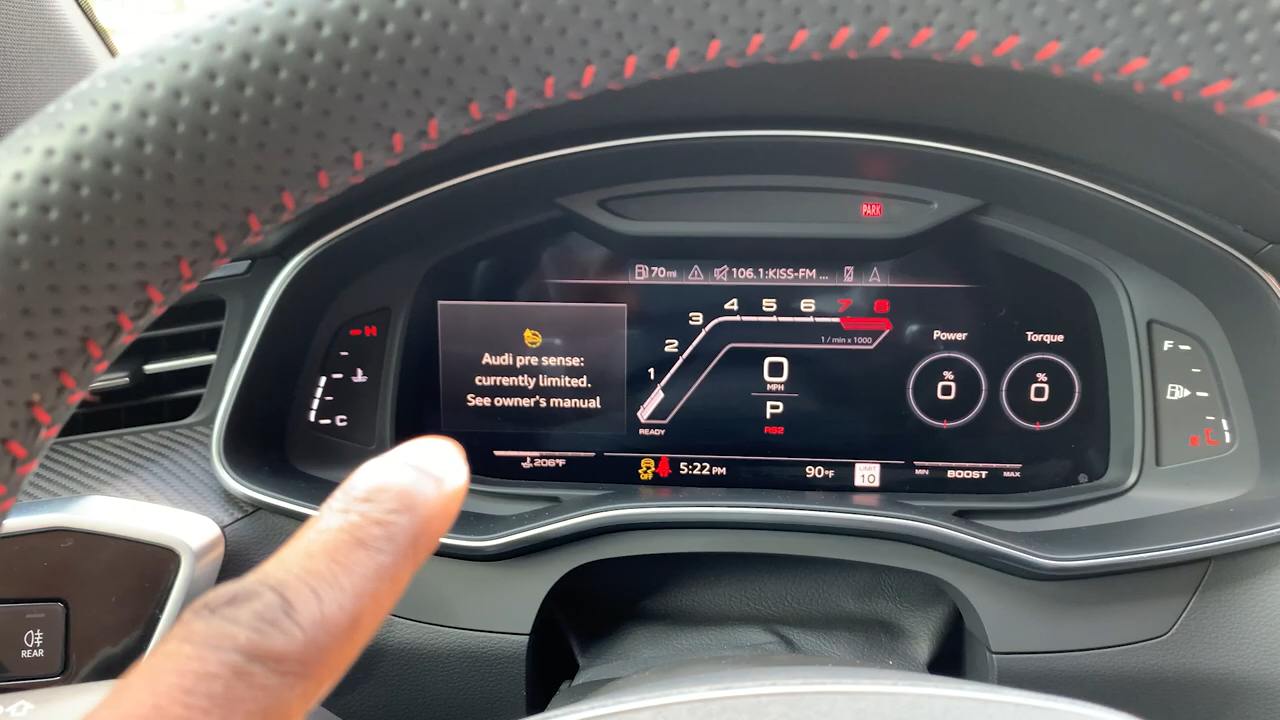 PARK
70 mi 106.1:KISS-FM ...
Audi pre sense:
currently limited.
See owner's manual
1 2 3 4 5 6 7 8
1 / min x 1000
READY
0
MPH
P
RS2
Power
%
0
Torque
%
0
H
C
F
206°F
OFF
5:22 PM
90°F
LIMIT
10
MIN BOOST MAX
REAR